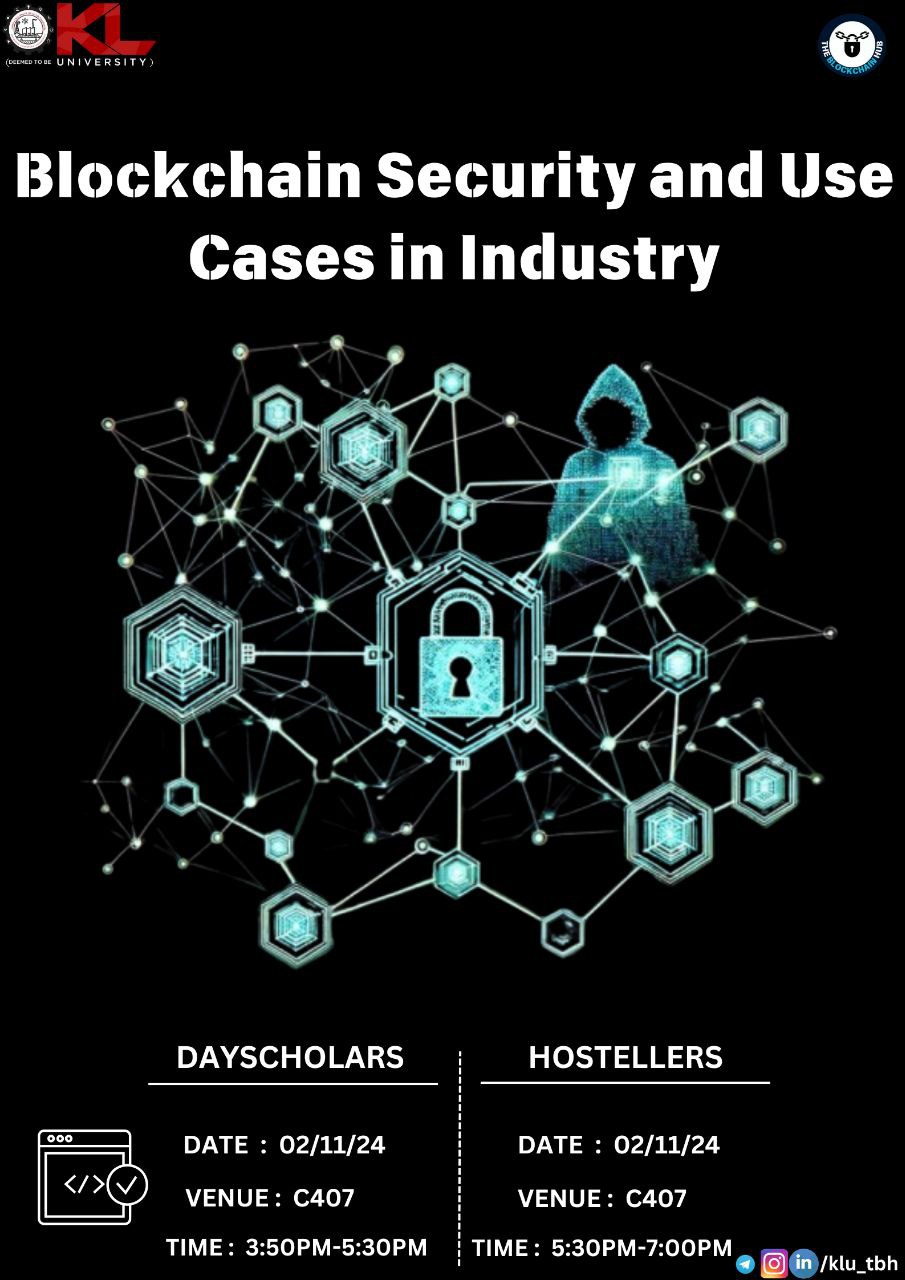 KL
(DEEMED TO BE UNIVERSITY)
THE BLOCKCHAIN HUB
Blockchain Security and Use
Cases in Industry
DAYSCHOLARS
DATE : 02/11/24
VENUE : C407
TIME : 3:50PM-5:30PM
HOSTELLERS
DATE : 02/11/24
VENUE : C407
TIME : 5:30PM-7:00PM
</>
in /klu_tbh